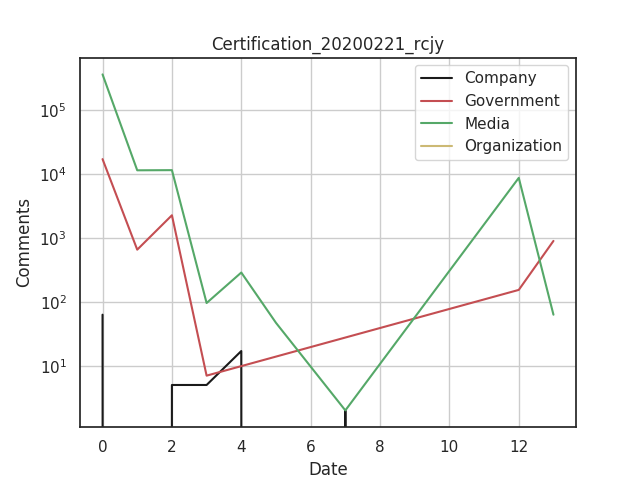 Certification_20200221_rcjy
Company
Government
Media
Organization
10^5
10^4
10^3
10^2
10^1
Comments
0 2 4 6 8 10 12
Date